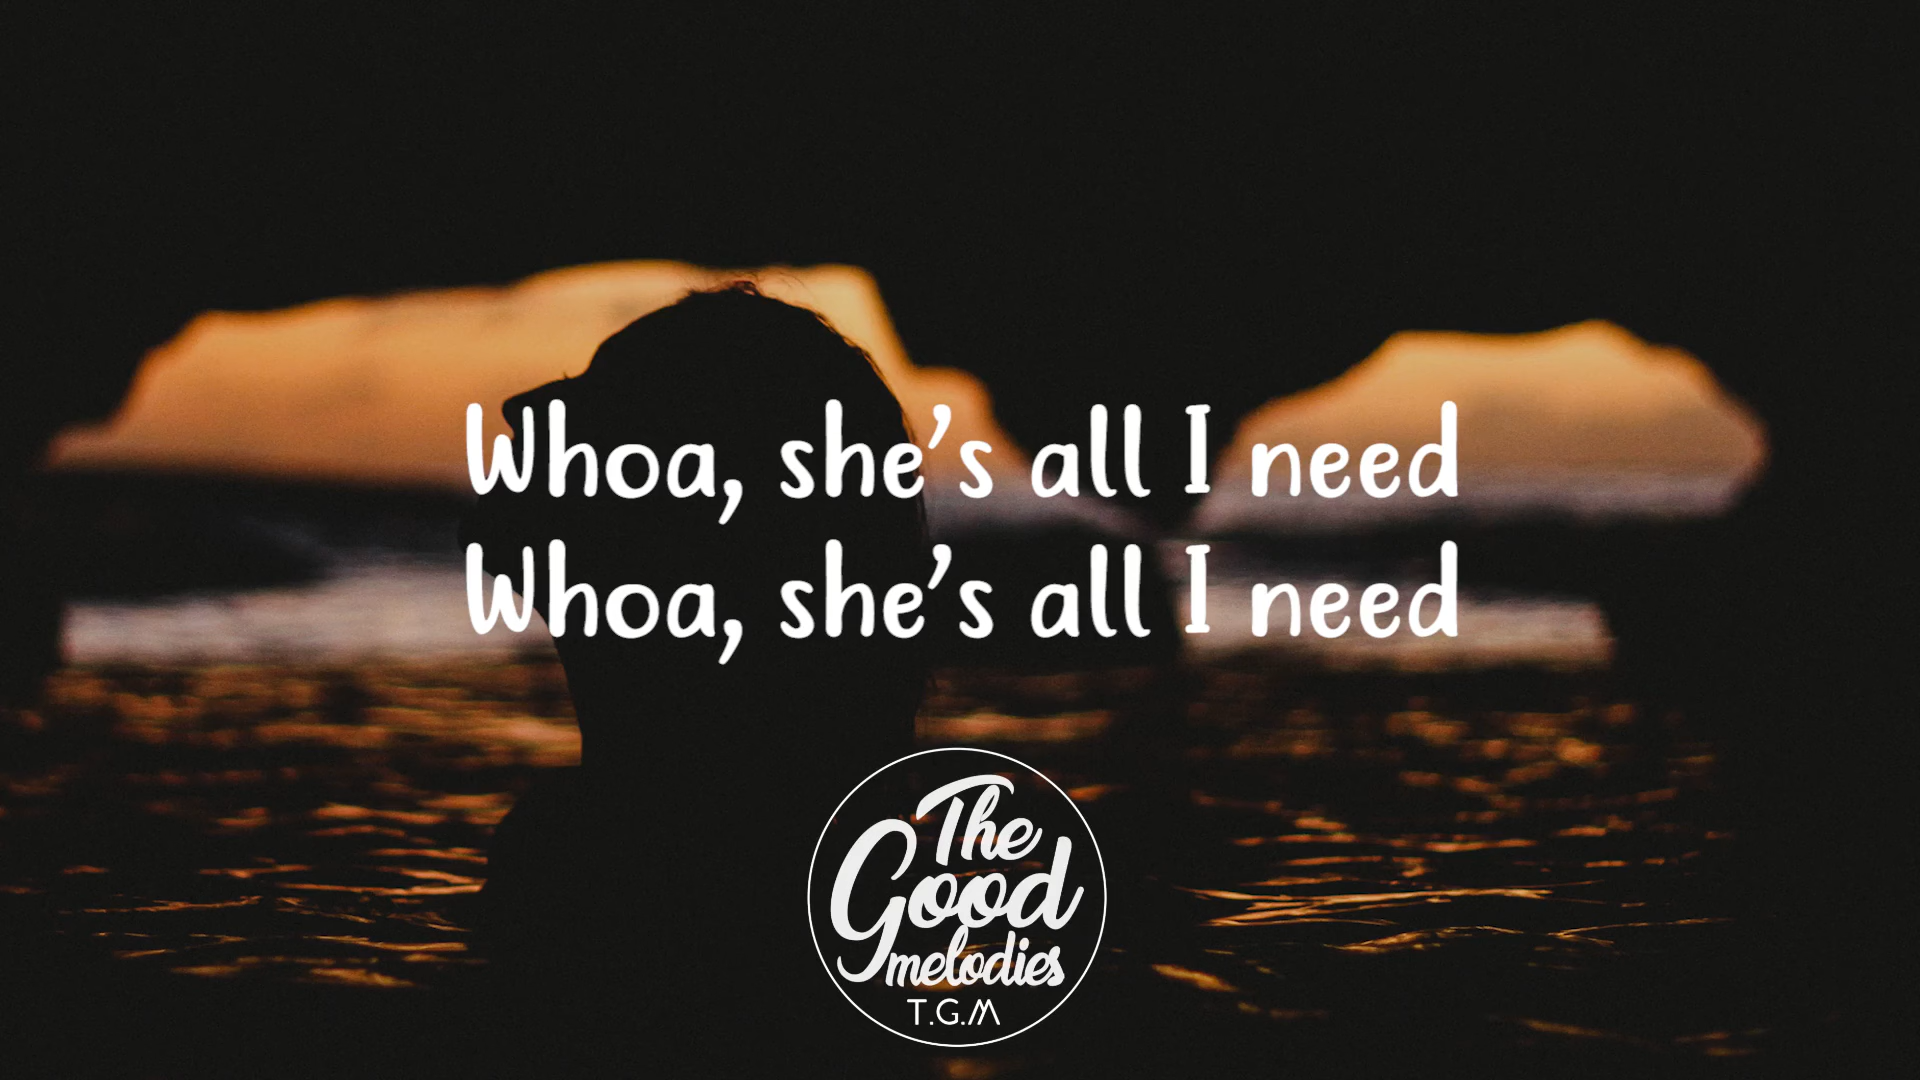 Whoa, she's all I need
Whoa, she's all I need
The
Good
melodies
T.G.M